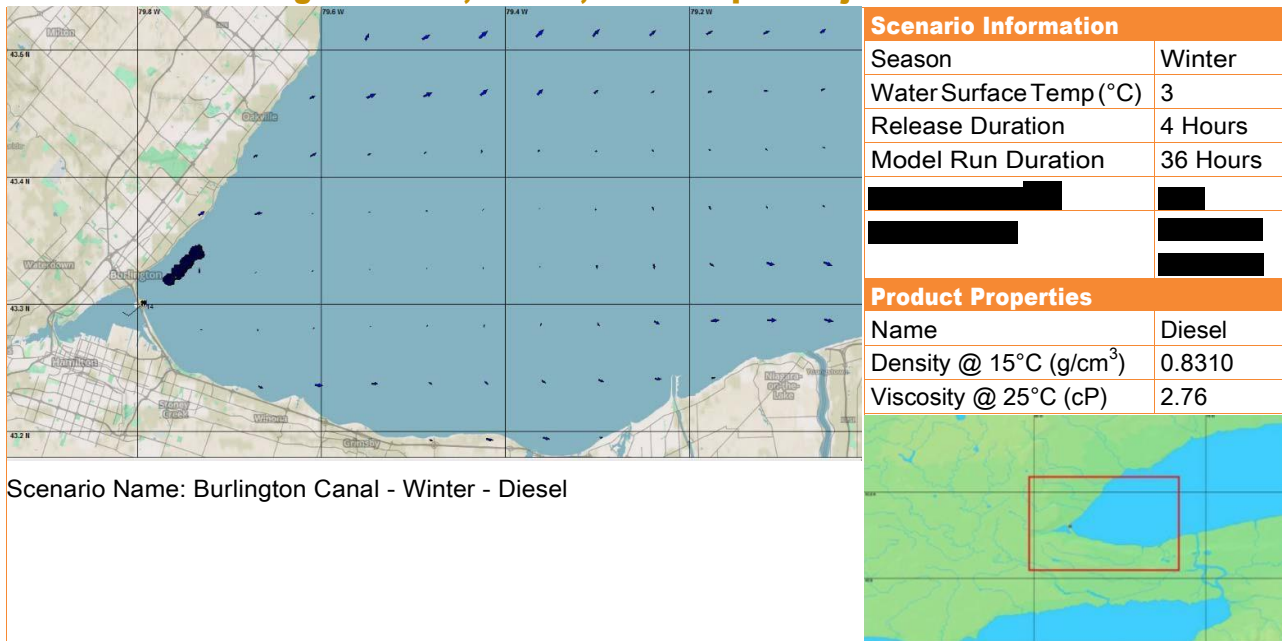 79.8 W 79.6 W 79.4 W 79.2 W
Milton
43.5 N
Oakville
43.4 N
Waterdown
Burlington
43.3 N
14
Hamilton
Stoney
Creek
Winona
Niagara-
on-the-
Lake
Youngstown
43.2 N
Grimsby
Scenario Name: Burlington Canal - Winter - Diesel
Scenario Information
Season Winter
Water Surface Temp (°C) 3
Release Duration 4 Hours
Model Run Duration 36 Hours
Product Properties
Name Diesel
Density @ 15°C (g/cm³) 0.8310
Viscosity @ 25°C (cP) 2.76